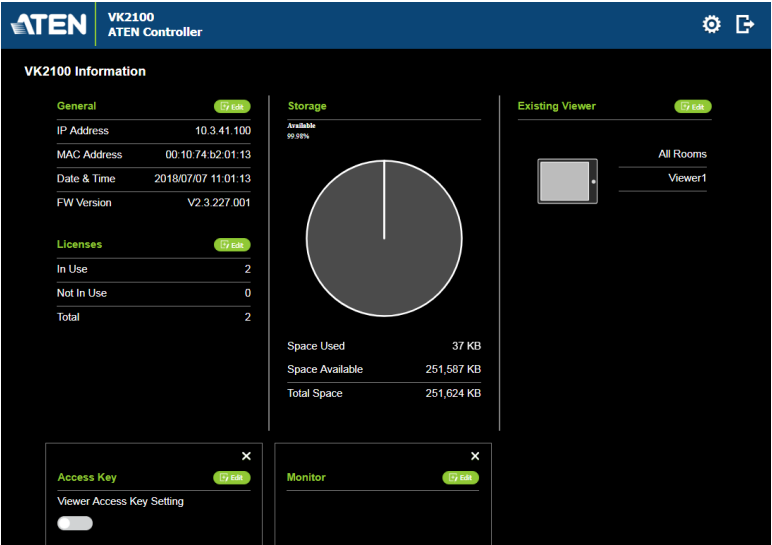 ATEN
VK2100
ATEN Controller
VK2100 Information
General Edit
IP Address 10.3.41.100
MAC Address 00:10:74:b2:01:13
Date & Time 2018/07/07 11:01:13
FW Version V2.3.227.001
Licenses Edit
In Use 2
Not In Use 0
Total 2
Storage
Available
99.98%
Space Used 37 KB
Space Available 251,587 KB
Total Space 251,624 KB
Existing Viewer Edit
All Rooms
Viewer1
Access Key Edit
Viewer Access Key Setting
Monitor Edit